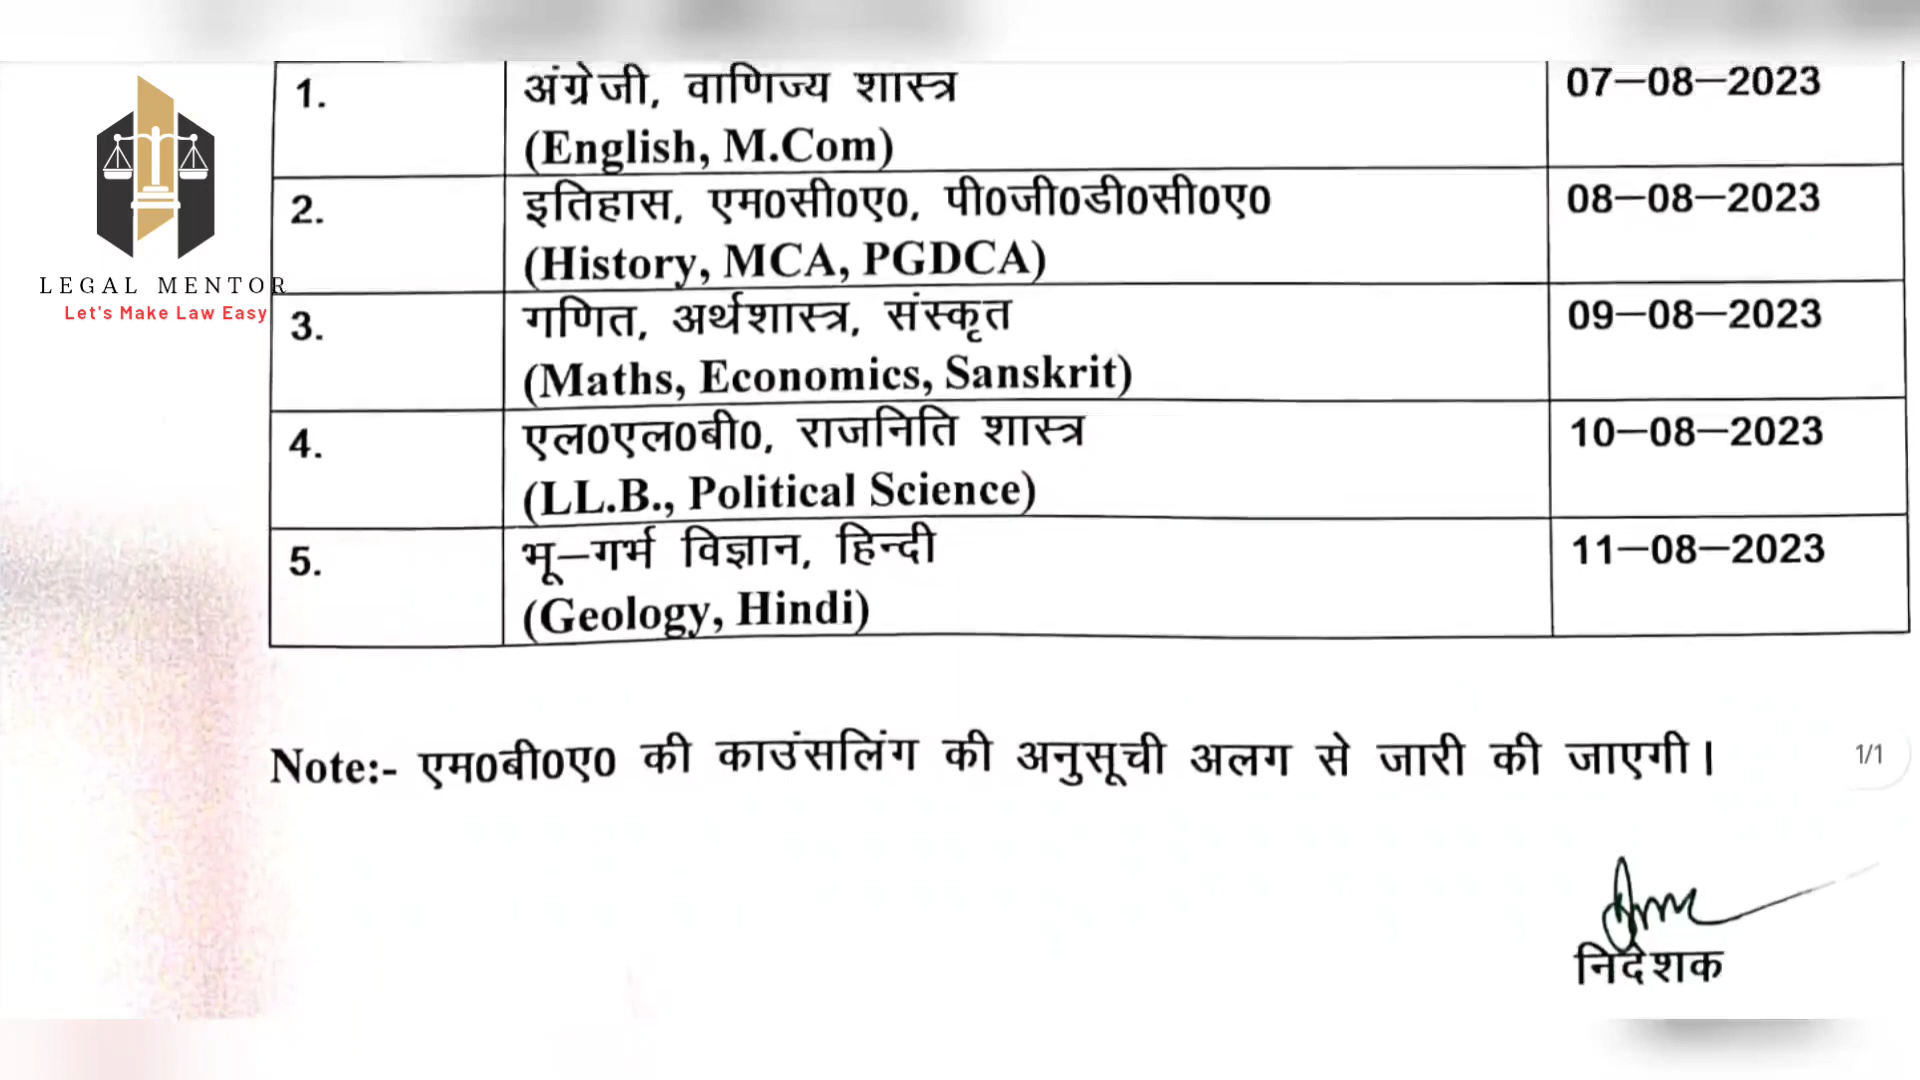 LEGAL MENTOR
Let's Make Law Easy
1. अंग्रेजी, वाणिज्य शास्त्र 07–08–2023
(English, M.Com)
2. इतिहास, एम0सी0ए0, पी0जी0डी0सी0ए0 08–08–2023
(History, MCA, PGDCA)
3. गणित, अर्थशास्त्र, संस्कृत 09–08–2023
(Maths, Economics, Sanskrit)
4. एल0एल0बी0, राजनिति शास्त्र 10–08–2023
(LL.B., Political Science)
5. भू–गर्भ विज्ञान, हिन्दी 11–08–2023
(Geology, Hindi)
Note:- एम0बी0ए0 की काउंसलिंग की अनुसूची अलग से जारी की जाएगी।
1/1
निदेशक